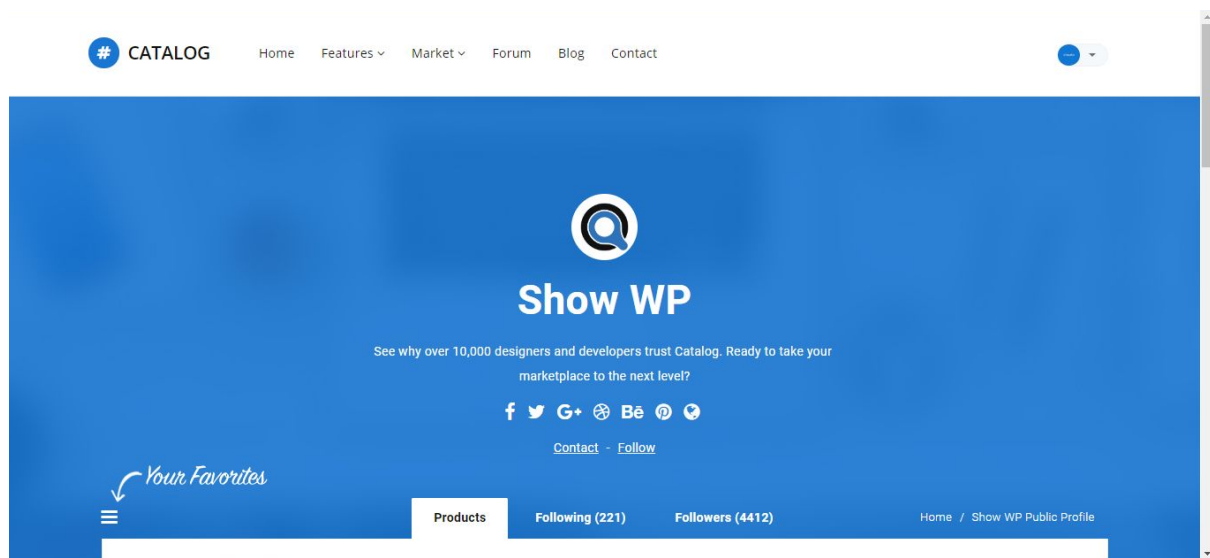 # CATALOG Home Features Market Forum Blog Contact
Show WP
See why over 10,000 designers and developers trust Catalog. Ready to take your
marketplace to the next level?
f G+ Bē
Contact - Follow
Your Favorites
Products Following (221) Followers (4412) Home / Show WP Public Profile